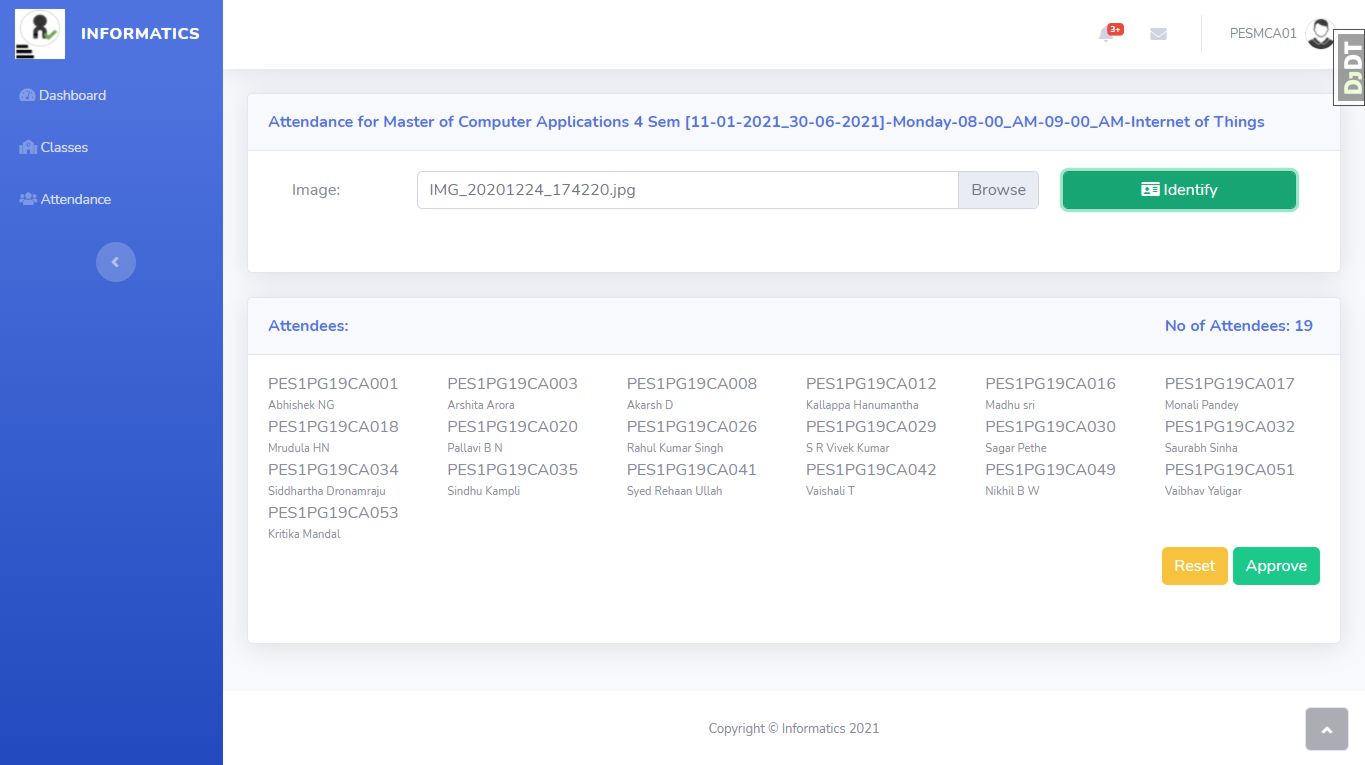 INFORMATICS
3+
PESMCA01
DJDT
Dashboard
Classes
Attendance
Attendance for Master of Computer Applications 4 Sem [11-01-2021_30-06-2021]-Monday-08-00_AM-09-00_AM-Internet of Things
Image: IMG_20201224_174220.jpg Browse Identify
Attendees: No of Attendees: 19
PES1PG19CA001 PES1PG19CA003 PES1PG19CA008 PES1PG19CA012 PES1PG19CA016 PES1PG19CA017
Abhishek NG Arshita Arora Akarsh D Kallappa Hanumantha Madhu sri Monali Pandey
PES1PG19CA018 PES1PG19CA020 PES1PG19CA026 PES1PG19CA029 PES1PG19CA030 PES1PG19CA032
Mrudula HN Pallavi B N Rahul Kumar Singh S R Vivek Kumar Sagar Pethe Saurabh Sinha
PES1PG19CA034 PES1PG19CA035 PES1PG19CA041 PES1PG19CA042 PES1PG19CA049 PES1PG19CA051
Siddhartha Dronamraju Sindhu Kampli Syed Rehaan Ullah Vaishali T Nikhil B W Vaibhav Yaligar
PES1PG19CA053
Kritika Mandal
Reset Approve
Copyright © Informatics 2021